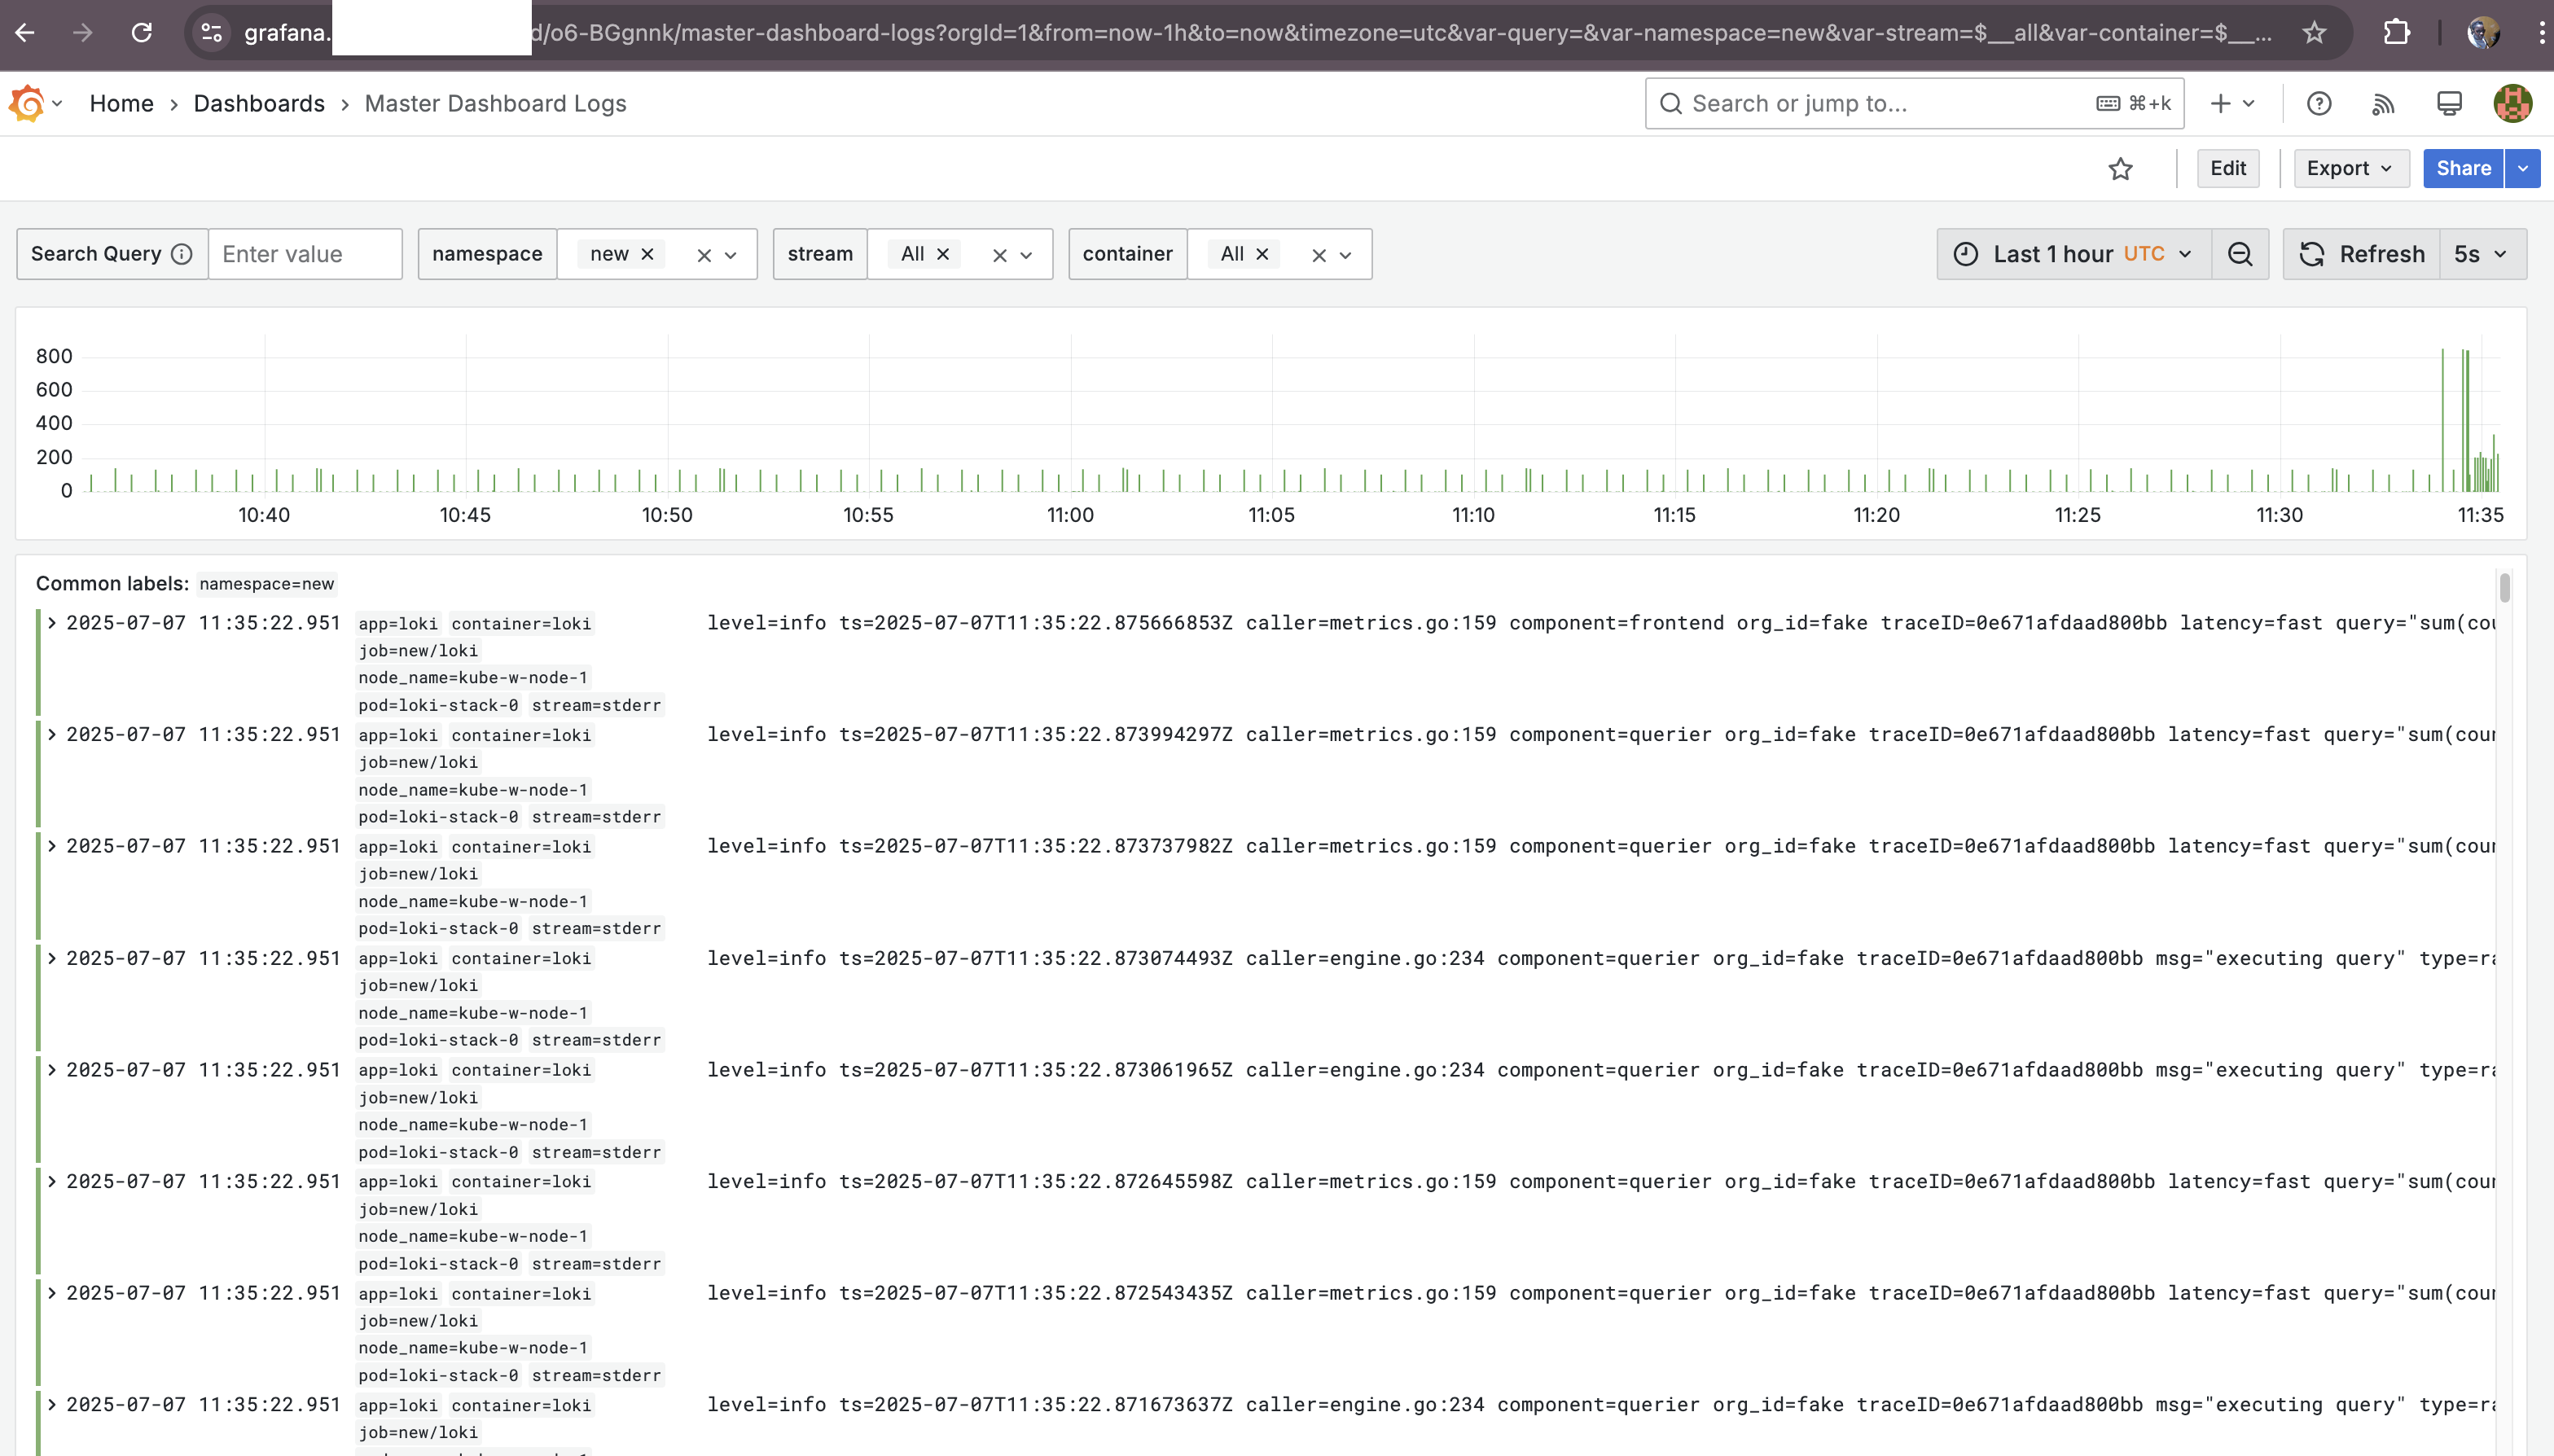 grafana. d/o6-BGgnnk/master-dashboard-logs?orgId=1&from=now-1h&to=now&timezone=utc&var-query=&var-namespace=new&var-stream=$__all&var-container=$__...
Home › Dashboards › Master Dashboard Logs
Search or jump to... ⌘+k
Edit Export Share
Search Query Enter value namespace new stream All container All Last 1 hour UTC Refresh 5s
800
600
400
200
0
10:40 10:45 10:50 10:55 11:00 11:05 11:10 11:15 11:20 11:25 11:30 11:35
Common labels: namespace=new
2025-07-07 11:35:22.951 app=loki container=loki level=info ts=2025-07-07T11:35:22.875666853Z caller=metrics.go:159 component=frontend org_id=fake traceID=0e671afdaad800bb latency=fast query="sum(cou
job=new/loki
node_name=kube-w-node-1
pod=loki-stack-0 stream=stderr
2025-07-07 11:35:22.951 app=loki container=loki level=info ts=2025-07-07T11:35:22.873994297Z caller=metrics.go:159 component=querier org_id=fake traceID=0e671afdaad800bb latency=fast query="sum(cour
job=new/loki
node_name=kube-w-node-1
pod=loki-stack-0 stream=stderr
2025-07-07 11:35:22.951 app=loki container=loki level=info ts=2025-07-07T11:35:22.873737982Z caller=metrics.go:159 component=querier org_id=fake traceID=0e671afdaad800bb latency=fast query="sum(cour
job=new/loki
node_name=kube-w-node-1
pod=loki-stack-0 stream=stderr
2025-07-07 11:35:22.951 app=loki container=loki level=info ts=2025-07-07T11:35:22.873074493Z caller=engine.go:234 component=querier org_id=fake traceID=0e671afdaad800bb msg="executing query" type=ra
job=new/loki
node_name=kube-w-node-1
pod=loki-stack-0 stream=stderr
2025-07-07 11:35:22.951 app=loki container=loki level=info ts=2025-07-07T11:35:22.873061965Z caller=engine.go:234 component=querier org_id=fake traceID=0e671afdaad800bb msg="executing query" type=ra
job=new/loki
node_name=kube-w-node-1
pod=loki-stack-0 stream=stderr
2025-07-07 11:35:22.951 app=loki container=loki level=info ts=2025-07-07T11:35:22.872645598Z caller=metrics.go:159 component=querier org_id=fake traceID=0e671afdaad800bb latency=fast query="sum(cour
job=new/loki
node_name=kube-w-node-1
pod=loki-stack-0 stream=stderr
2025-07-07 11:35:22.951 app=loki container=loki level=info ts=2025-07-07T11:35:22.872543435Z caller=metrics.go:159 component=querier org_id=fake traceID=0e671afdaad800bb latency=fast query="sum(cour
job=new/loki
node_name=kube-w-node-1
pod=loki-stack-0 stream=stderr
2025-07-07 11:35:22.951 app=loki container=loki level=info ts=2025-07-07T11:35:22.871673637Z caller=engine.go:234 component=querier org_id=fake traceID=0e671afdaad800bb msg="executing query" type=ra
job=new/loki